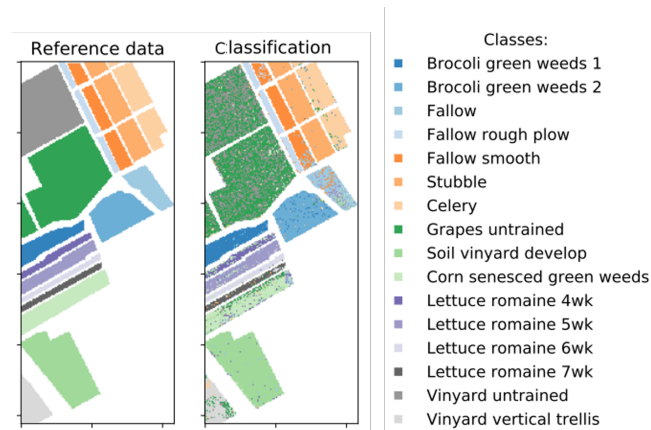 Reference data
Classification
Classes:
Brocoli green weeds 1
Brocoli green weeds 2
Fallow
Fallow rough plow
Fallow smooth
Stubble
Celery
Grapes untrained
Soil vinyard develop
Corn senesced green weeds
Lettuce romaine 4wk
Lettuce romaine 5wk
Lettuce romaine 6wk
Lettuce romaine 7wk
Vinyard untrained
Vinyard vertical trellis